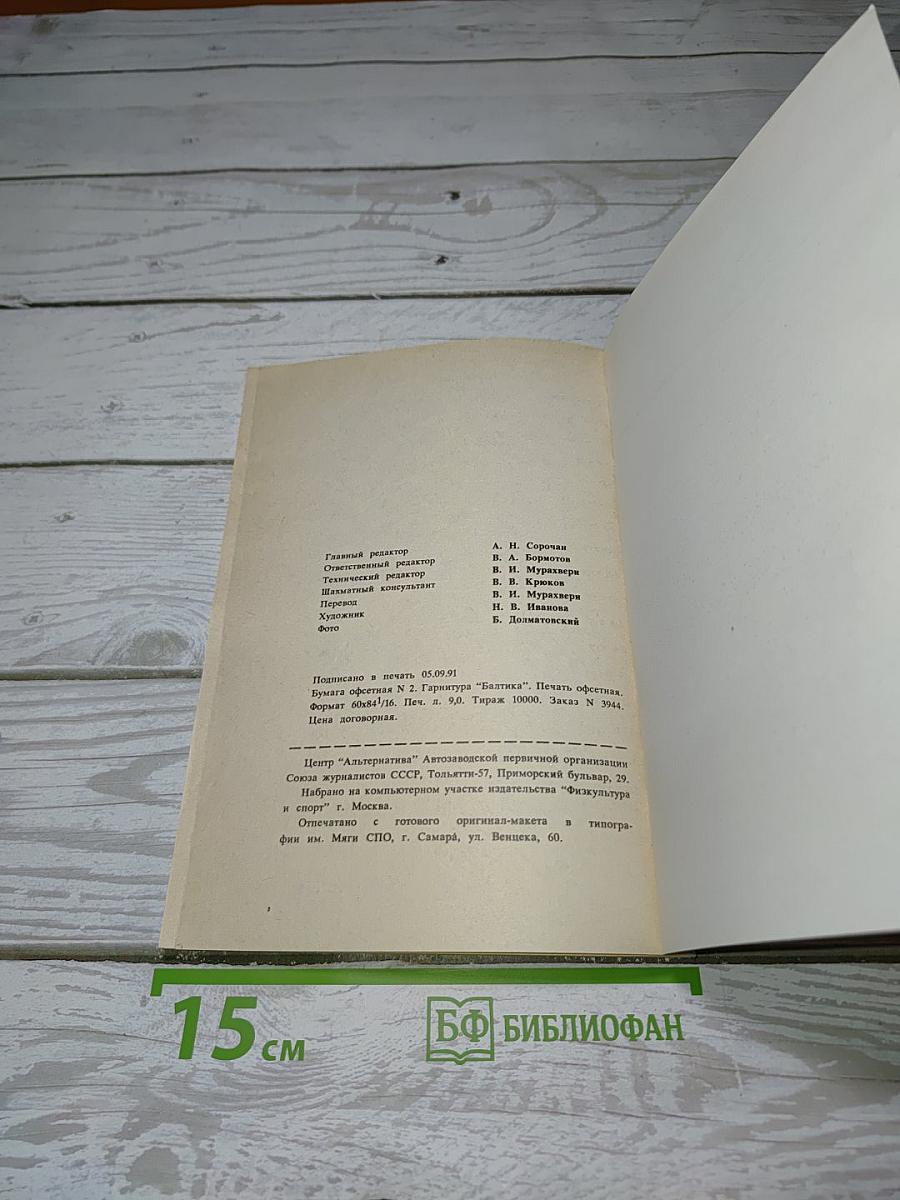 Главный редактор А. Н. Сорочан
Ответственный редактор В. А. Бормотов
Технический редактор В. И. Мурахвери
Шахматный консультант В. В. Крюков
Перевод В. И. Мурахвери
Художник Н. В. Иванова
Фото Б. Долматовский
Подписано в печать 05.09.91
Бумага офсетная N 2. Гарнитура "Балтика". Печать офсетная.
Формат 60x84¹/16. Печ. л. 9,0. Тираж 10000. Заказ N 3944.
Цена договорная.
Центр "Альтернатива" Автозаводской первичной организации
Союза журналистов СССР, Тольятти-57, Приморский бульвар, 29.
Набрано на компьютерном участке издательства "Физкультура
и спорт" г. Москва.
Отпечатано с готового оригинал-макета в типогра-
фии им. Мяги СПО, г. Самара́, ул. Венцека, 60.
15 см БФ БИБЛИОФАН